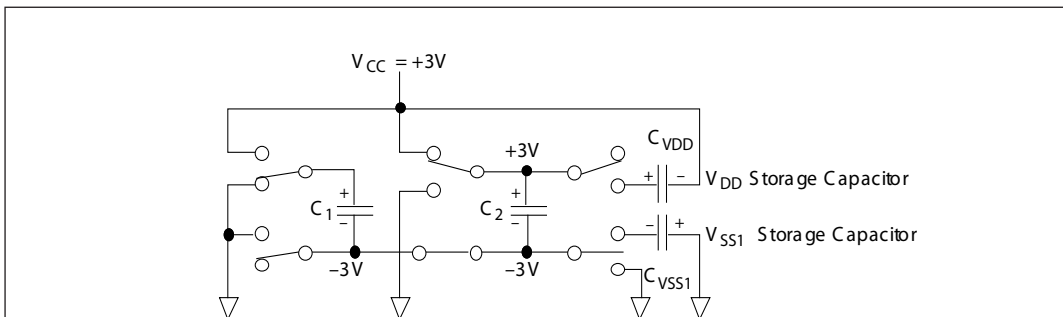 V CC = +3V
C VDD
+3V
+ − V DD Storage Capacitor
+
C 1
−
+
C 2
−
− + V SS1 Storage Capacitor
−3V
−3V
C VSS1